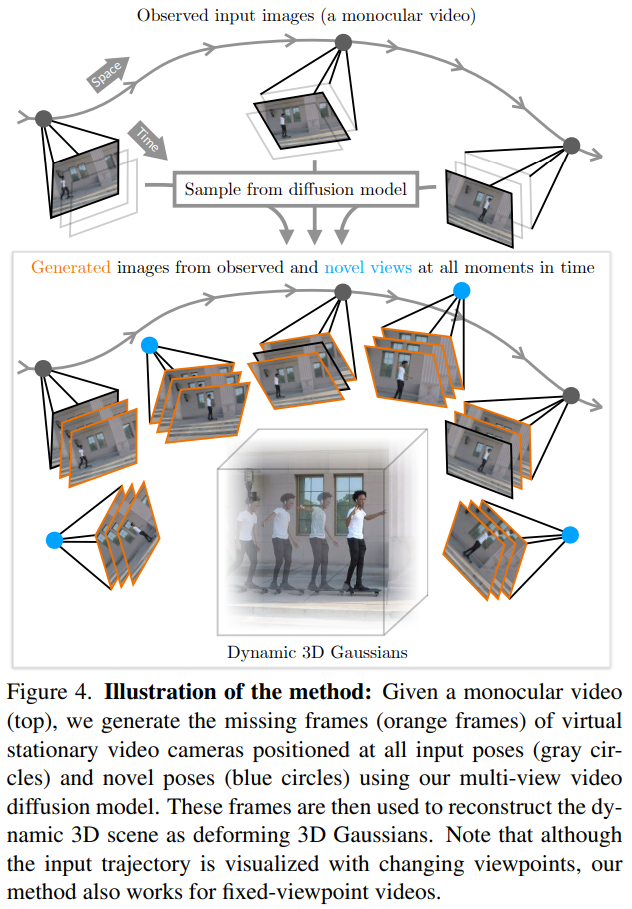 Observed input images (a monocular video)
Space
Time
Sample from diffusion model
Generated images from observed and novel views at all moments in time
Dynamic 3D Gaussians
Figure 4. Illustration of the method: Given a monocular video
(top), we generate the missing frames (orange frames) of virtual
stationary video cameras positioned at all input poses (gray cir-
cles) and novel poses (blue circles) using our multi-view video
diffusion model. These frames are then used to reconstruct the dy-
namic 3D scene as deforming 3D Gaussians. Note that although
the input trajectory is visualized with changing viewpoints, our
method also works for fixed-viewpoint videos.